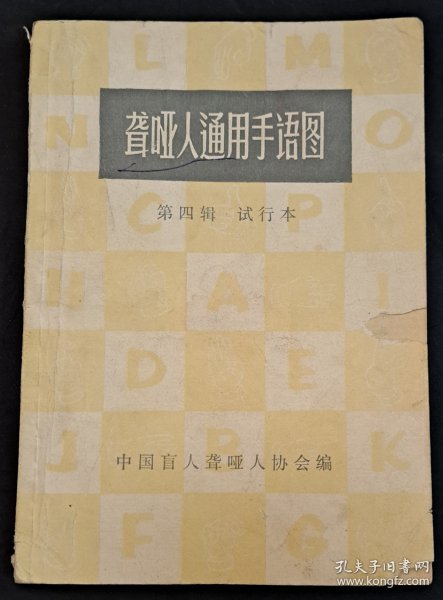 L M
N O
聋哑人通用手语图
第四辑 试行本
C P
H A I
D E
中国盲人聋哑人协会编
J B K
F G
孔夫子旧书网
www.kongfz.com